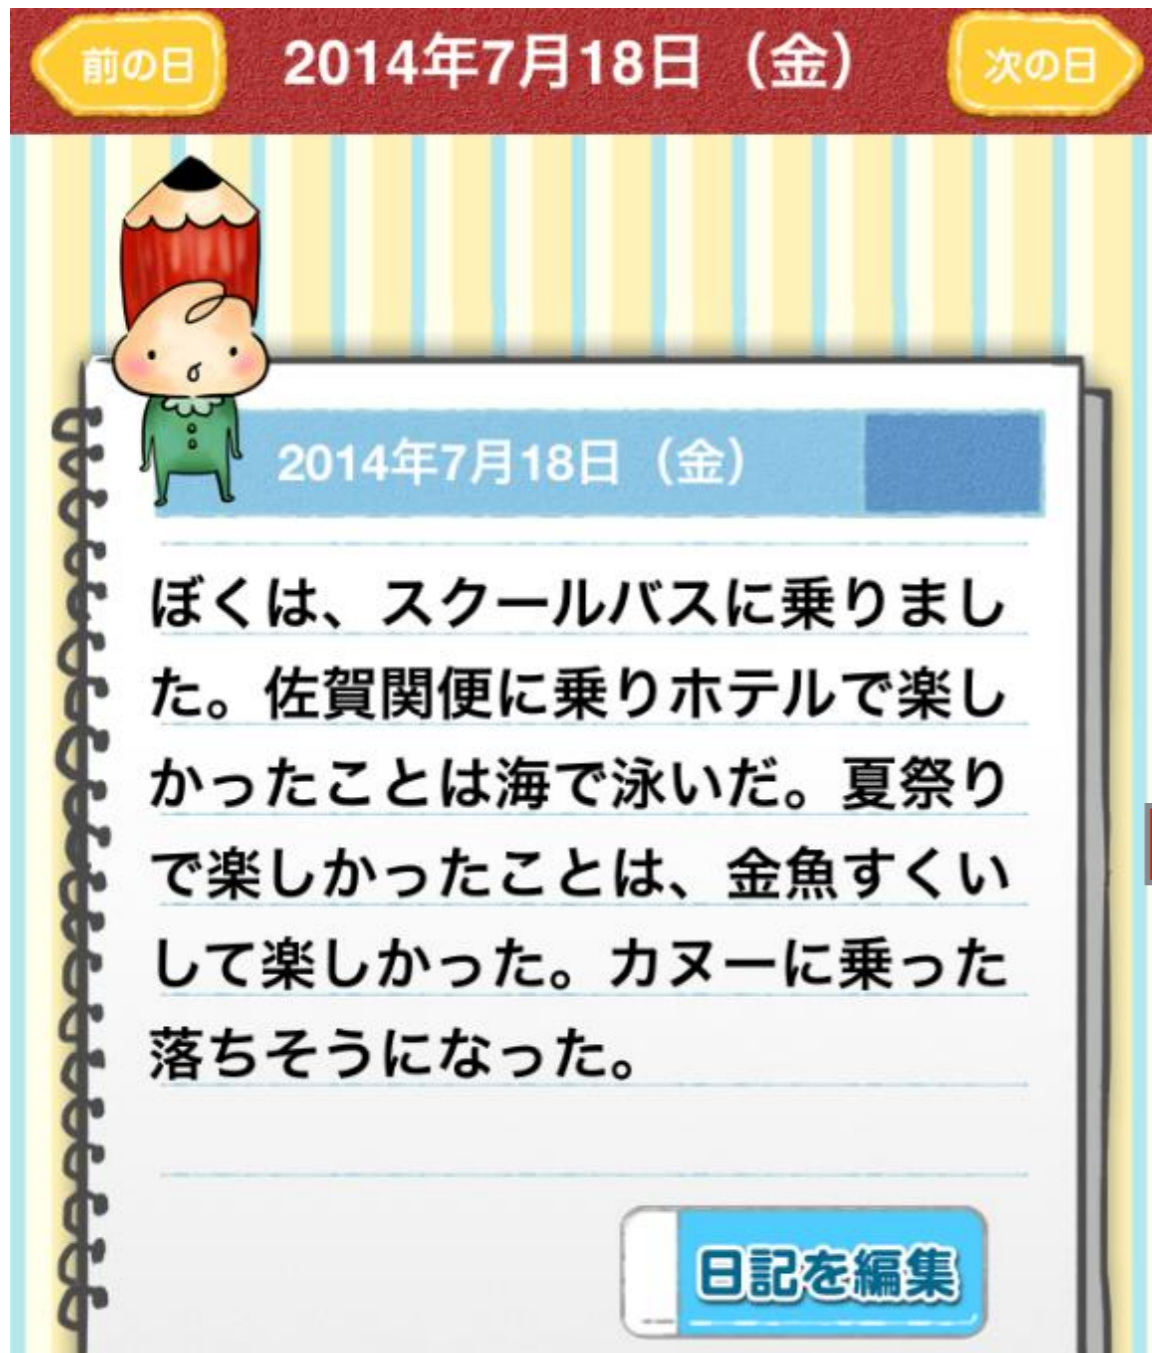 前の日
2014年7月18日（金）
次の日
2014年7月18日（金）
ぼくは、スクールバスに乗りまし
た。佐賀関便に乗りホテルで楽し
かったことは海で泳いだ。夏祭り
で楽しかったことは、金魚すくい
して楽しかった。カヌーに乗った
落ちそうになった。
日記を編集